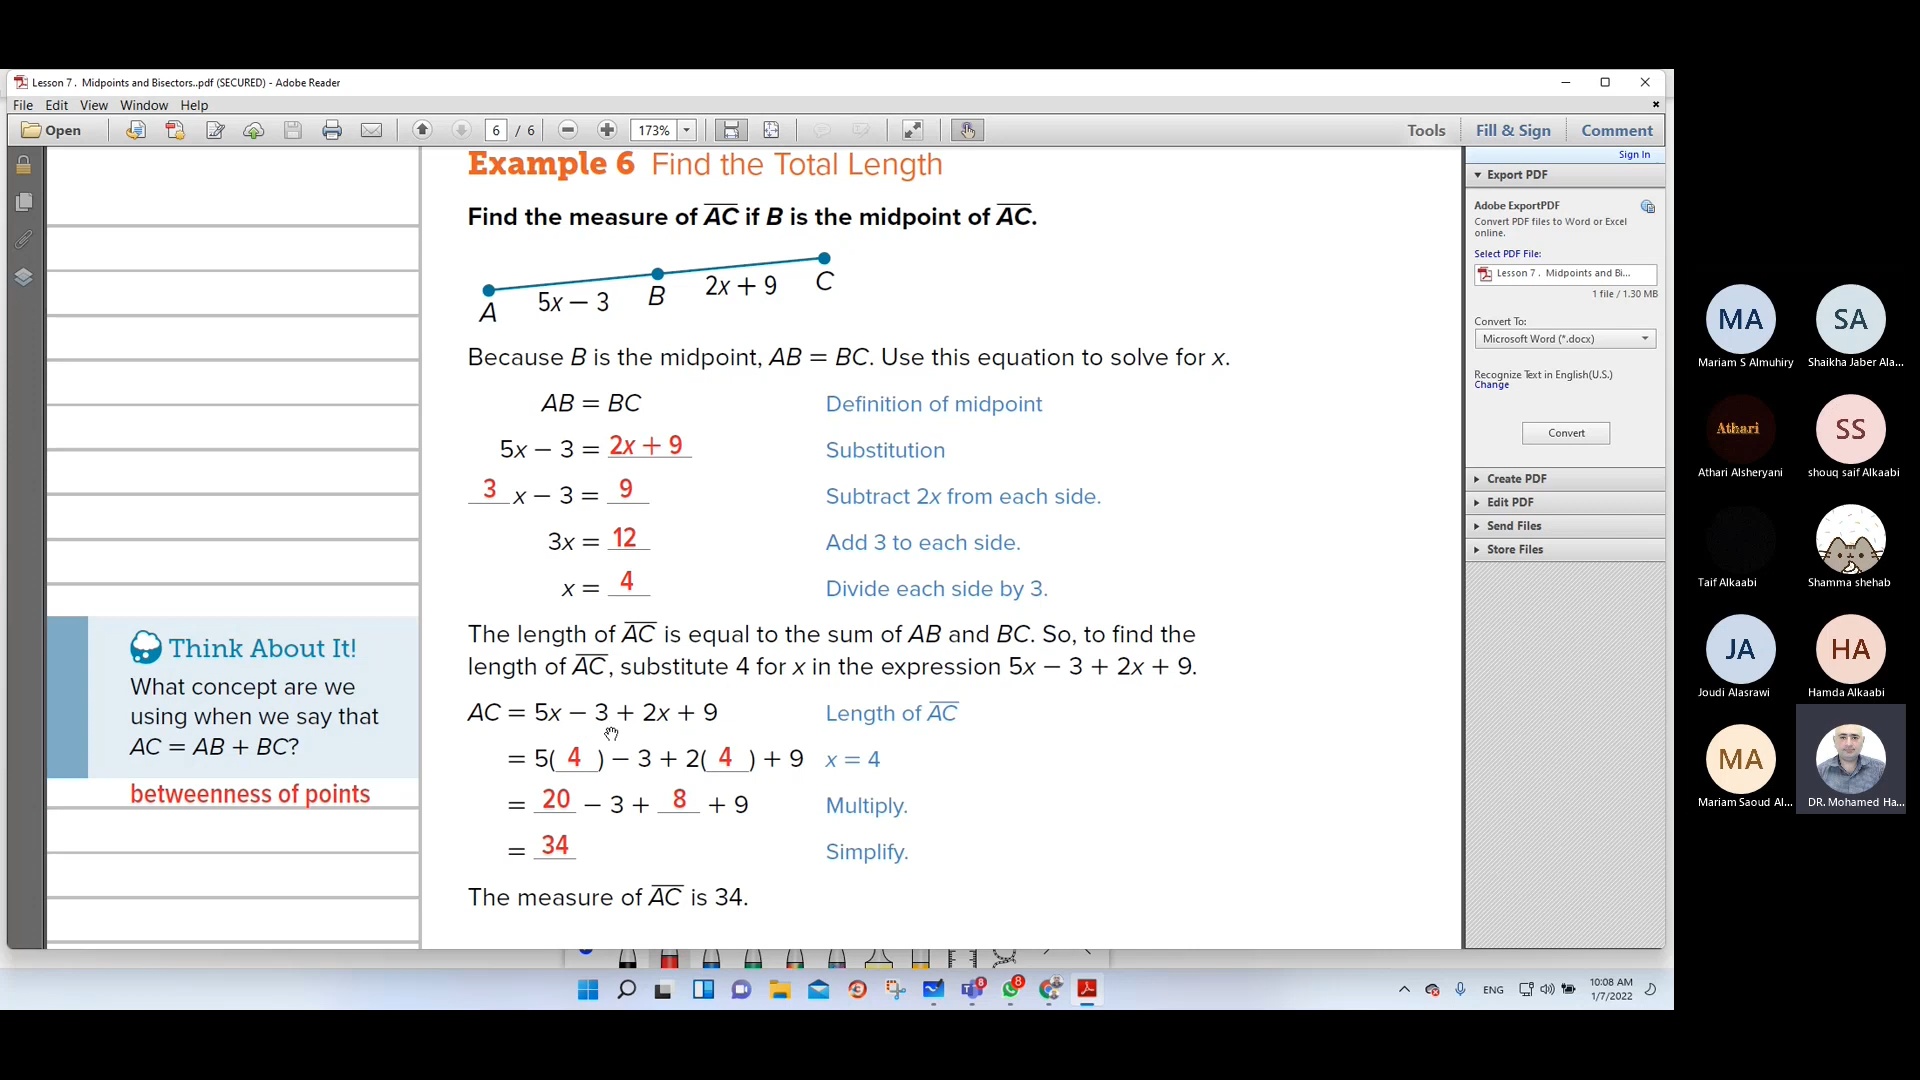 Lesson 7 . Midpoints and Bisectors..pdf (SECURED) - Adobe Reader
File Edit View Window Help
Open
6 / 6
173%
Tools
Fill & Sign
Comment
Example 6 Find the Total Length
Find the measure of AC if B is the midpoint of AC.
A
5x − 3
B
2x + 9
C
Because B is the midpoint, AB = BC. Use this equation to solve for x.
AB = BC Definition of midpoint
5x − 3 = 2x + 9 Substitution
3 x − 3 = 9 Subtract 2x from each side.
3x = 12 Add 3 to each side.
x = 4 Divide each side by 3.
The length of AC is equal to the sum of AB and BC. So, to find the
length of AC, substitute 4 for x in the expression 5x − 3 + 2x + 9.
AC = 5x − 3 + 2x + 9 Length of AC
= 5( 4 ) − 3 + 2( 4 ) + 9 x = 4
= 20 − 3 + 8 + 9 Multiply.
= 34 Simplify.
The measure of AC is 34.
Think About It!
What concept are we
using when we say that
AC = AB + BC?
betweenness of points
Sign In
Export PDF
Adobe ExportPDF
Convert PDF files to Word or Excel
online.
Select PDF File:
Lesson 7 . Midpoints and Bi...
1 file / 1.30 MB
Convert To:
Microsoft Word (*.docx)
Recognize Text in English(U.S.)
Change
Convert
Create PDF
Edit PDF
Send Files
Store Files
MA
Mariam S Almuhiry
SA
Shaikha Jaber Ala...
Athari
Athari Alsheryani
SS
shouq saif Alkaabi
Taif Alkaabi
Shamma shehab
JA
Joudi Alasrawi
HA
Hamda Alkaabi
MA
Mariam Saoud Al...
DR. Mohamed Ha...
8
8
ENG
10:08 AM
1/7/2022